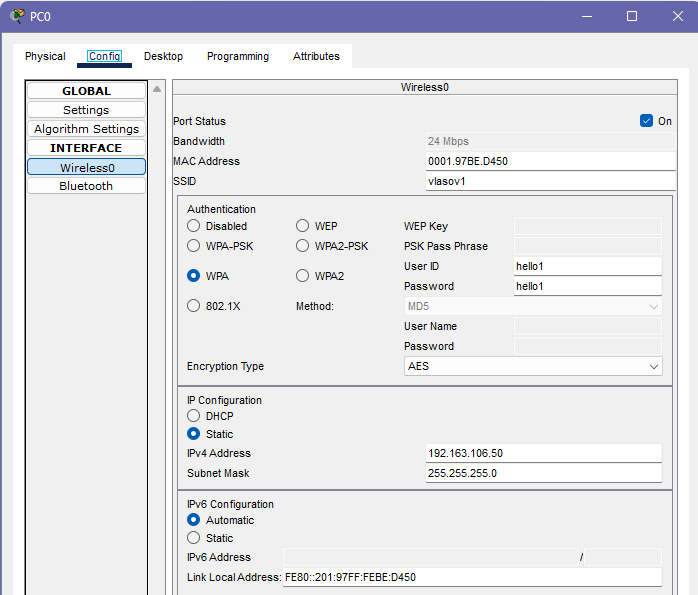 PC0
Physical Config Desktop Programming Attributes
GLOBAL
Settings
Algorithm Settings
INTERFACE
Wireless0
Bluetooth
Wireless0
Port Status On
Bandwidth 24 Mbps
MAC Address 0001.97BE.D450
SSID vlasov1
Authentication
Disabled WEP WEP Key
WPA-PSK WPA2-PSK PSK Pass Phrase
User ID hello1
WPA WPA2
Password hello1
802.1X Method: MD5
User Name
Password
Encryption Type AES
IP Configuration
DHCP
Static
IPv4 Address 192.163.106.50
Subnet Mask 255.255.255.0
IPv6 Configuration
Automatic
Static
IPv6 Address /
Link Local Address: FE80::201:97FF:FEBE:D450